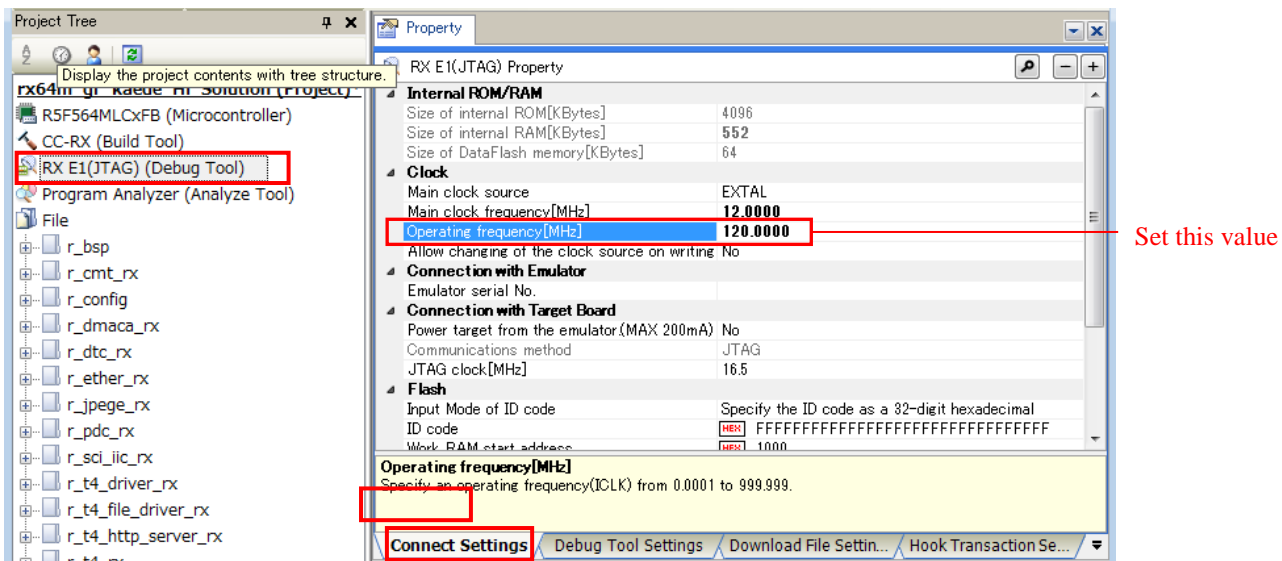 Project Tree
Display the project contents with tree structure.
rx64m_gr_kaede_HI_Solution (Project)*
R5F564MLCxFB (Microcontroller)
CC-RX (Build Tool)
RX E1(JTAG) (Debug Tool)
Program Analyzer (Analyze Tool)
File
r_bsp
r_cmt_rx
r_config
r_dmaca_rx
r_dtc_rx
r_ether_rx
r_jpege_rx
r_pdc_rx
r_sci_iic_rx
r_t4_driver_rx
r_t4_file_driver_rx
r_t4_http_server_rx
r_t4_rx
Property
RX E1(JTAG) Property
Internal ROM/RAM
Size of internal ROM[KBytes] 4096
Size of internal RAM[KBytes] 552
Size of DataFlash memory[KBytes] 64
Clock
Main clock source EXTAL
Main clock frequency[MHz] 12.0000
Operating frequency[MHz] 120.0000
Allow changing of the clock source on writing No
Connection with Emulator
Emulator serial No.
Connection with Target Board
Power target from the emulator.(MAX 200mA) No
Communications method JTAG
JTAG clock[MHz] 16.5
Flash
Input Mode of ID code Specify the ID code as a 32-digit hexadecimal
ID code HEX FFFFFFFFFFFFFFFFFFFFFFFFFFFFFFFF
Work RAM start address HEX 1000
Operating frequency[MHz]
Specify an operating frequency(ICLK) from 0.0001 to 999.999.
Connect Settings Debug Tool Settings Download File Settin... Hook Transaction Se...
Set this value